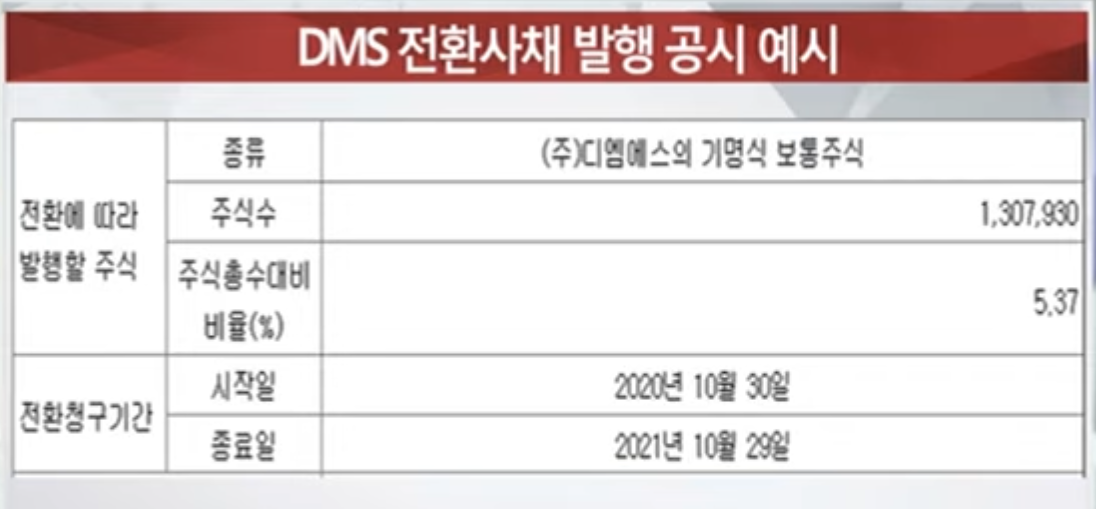 DMS 전환사채 발행 공시 예시
종류
(주)디엠에스의 기명식 보통주식
전환에 따라
발행할 주식
주식수
1,307,930
주식총수대비
비율(%)
5.37
전환청구기간
시작일
2020년 10월 30일
종료일
2021년 10월 29일